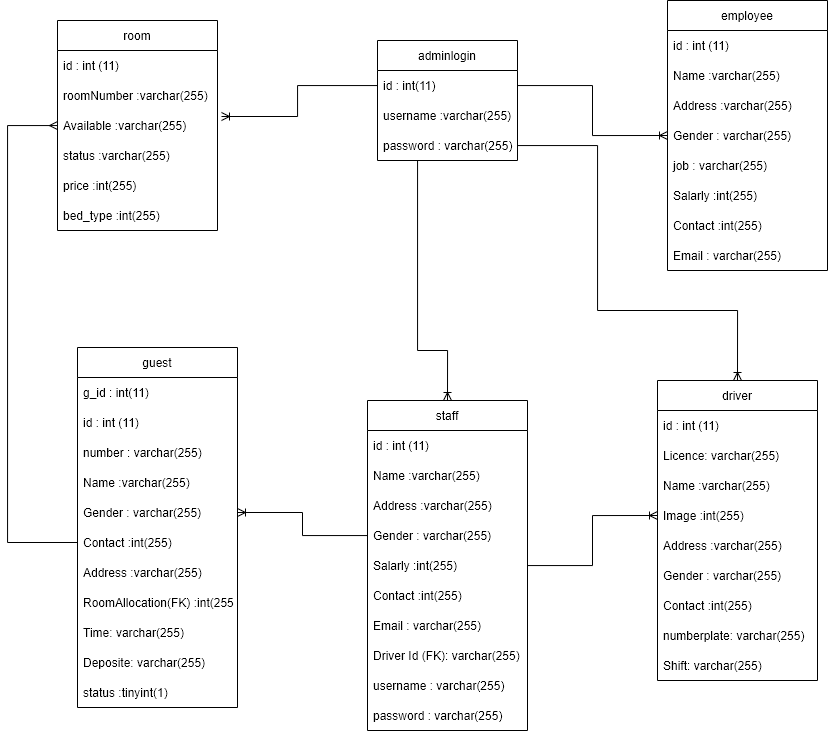 room
id : int (11)
roomNumber :varchar(255)
Available :varchar(255)
status :varchar(255)
price :int(255)
bed_type :int(255)
adminlogin
id : int(11)
username :varchar(255)
password : varchar(255)
employee
id : int (11)
Name :varchar(255)
Address :varchar(255)
Gender : varchar(255)
job : varchar(255)
Salarly :int(255)
Contact :int(255)
Email : varchar(255)
guest
g_id : int(11)
id : int (11)
number : varchar(255)
Name :varchar(255)
Gender : varchar(255)
Contact :int(255)
Address :varchar(255)
RoomAllocation(FK) :int(255
Time: varchar(255)
Deposite: varchar(255)
status :tinyint(1)
staff
id : int (11)
Name :varchar(255)
Address :varchar(255)
Gender : varchar(255)
Salarly :int(255)
Contact :int(255)
Email : varchar(255)
Driver Id (FK): varchar(255)
username : varchar(255)
password : varchar(255)
driver
id : int (11)
Licence: varchar(255)
Name :varchar(255)
Image :int(255)
Address :varchar(255)
Gender : varchar(255)
Contact :int(255)
numberplate: varchar(255)
Shift: varchar(255)